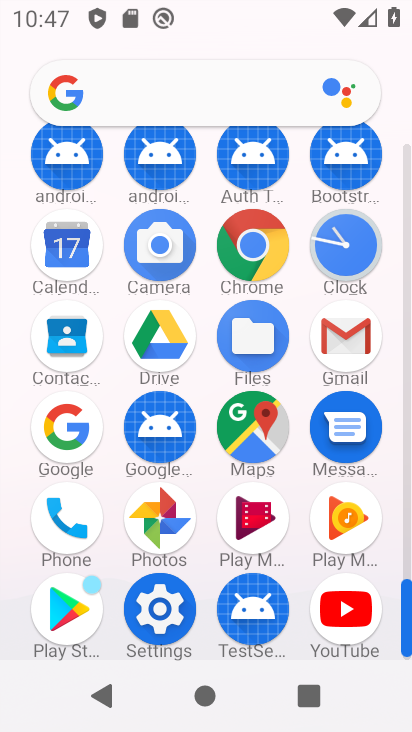 10:47
androi... androi... Auth T... Bootstr...
17
Calend... Camera Chrome Clock
Contac... Drive Files Gmail
Google Google... Maps Messa...
Phone Photos Play M... Play M...
Play St... Settings TestSe... YouTube